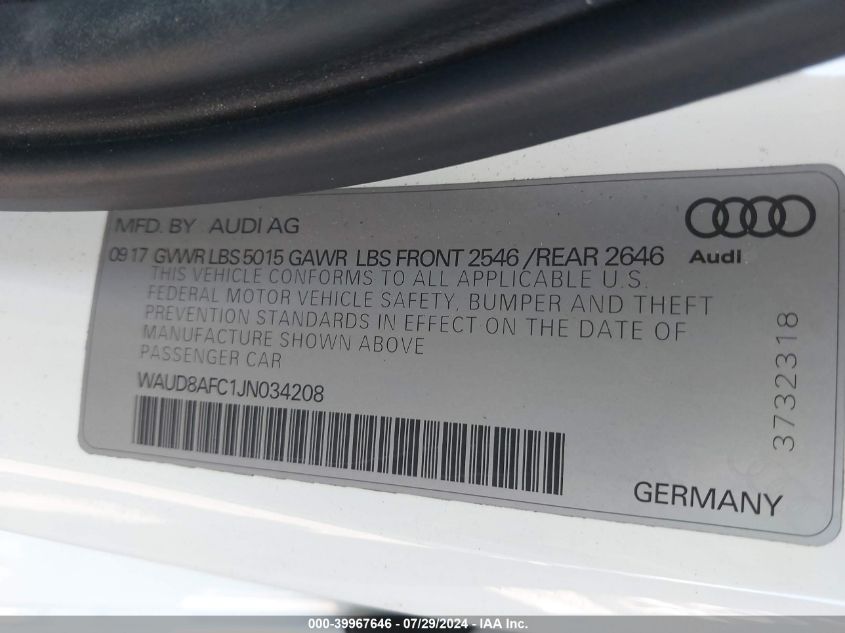 MFD. BY AUDI AG
09 17 GVWR LBS 5015 GAWR LBS FRONT 2546 /REAR 2646
Audi
THIS VEHICLE CONFORMS TO ALL APPLICABLE U.S.
FEDERAL MOTOR VEHICLE SAFETY, BUMPER AND THEFT
PREVENTION STANDARDS IN EFFECT ON THE DATE OF
MANUFACTURE SHOWN ABOVE
PASSENGER CAR
WAUD8AFC1JN034208
3732318
GERMANY
000-39967646 - 07/29/2024 - IAA Inc.